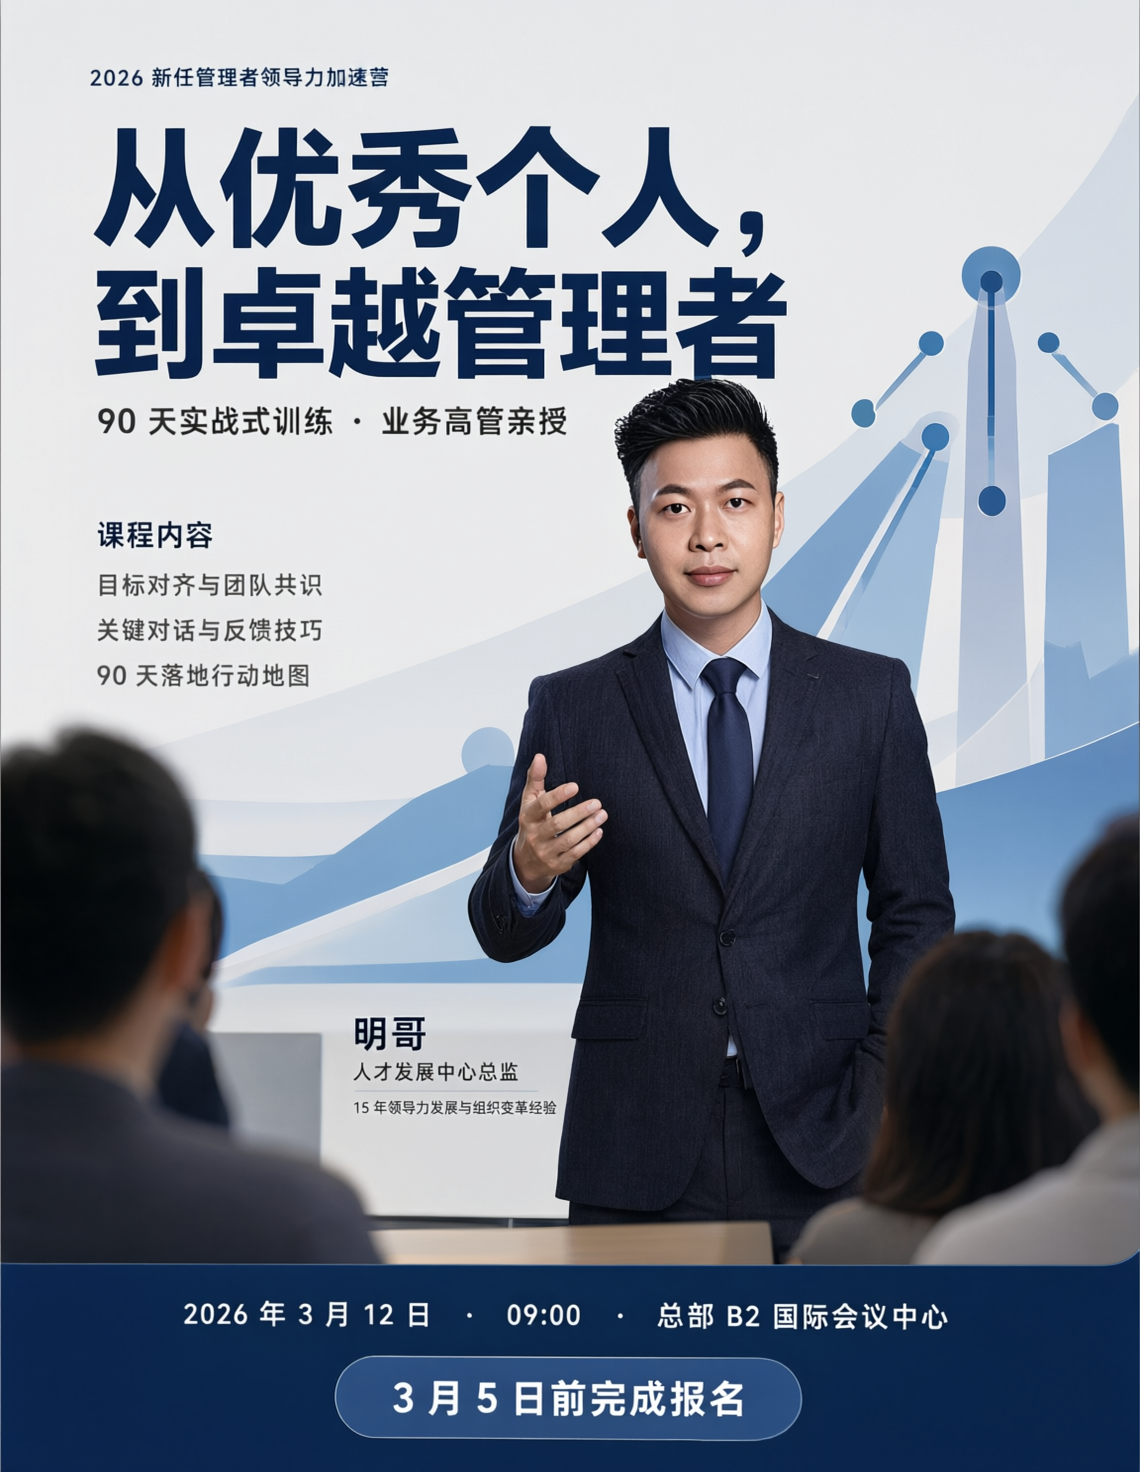 2026 新任管理者领导力加速营
从优秀个人，
到卓越管理者
90 天实战式训练 · 业务高管亲授
课程内容
目标对齐与团队共识
关键对话与反馈技巧
90 天落地行动地图
明哥
人才发展中心总监
15 年领导力发展与组织变革经验
2026 年 3 月 12 日 · 09:00 · 总部 B2 国际会议中心
3 月 5 日前完成报名